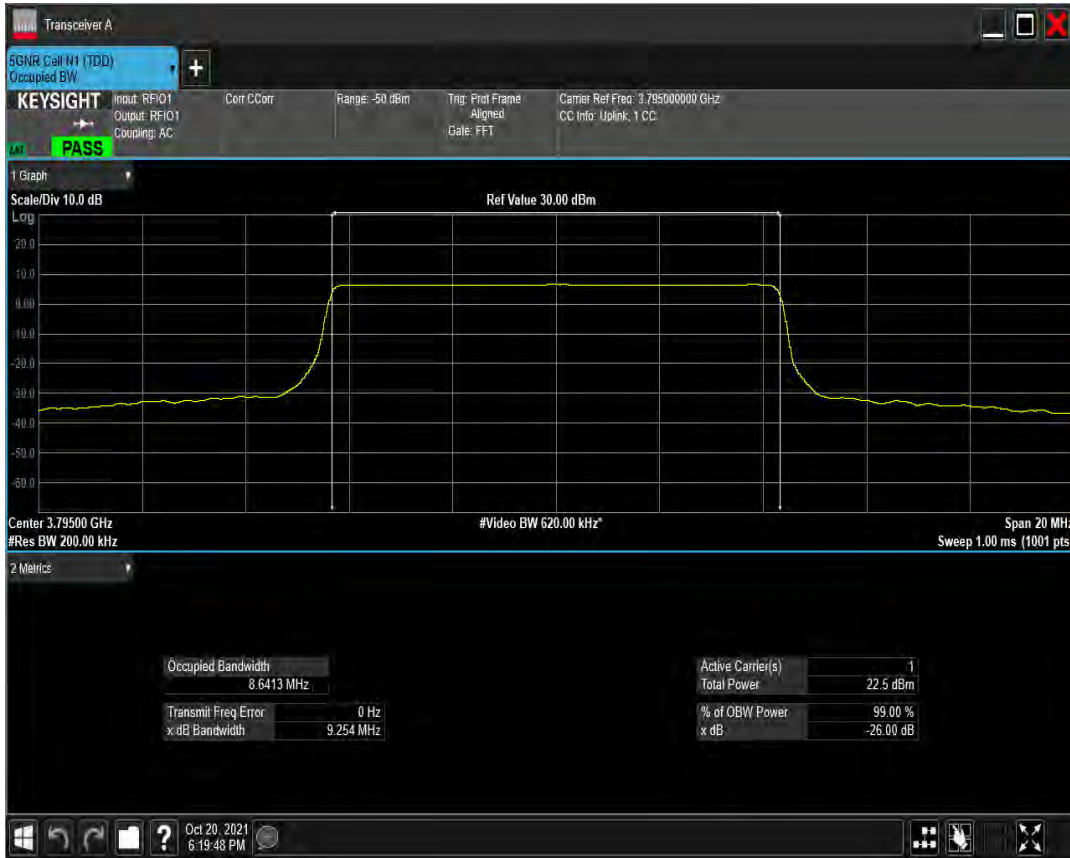 Transceiver A
5GNR Cell N1 (TDD)
Occupied BW
+
KEYSIGHT
Input: RFIO1
Output: RFIO1
Coupling: AC
Corr CCorr
Range: -50 dBm
Trig: Prot Frame
Aligned
Gate: FFT
Carrier Ref Freq: 3.795000000 GHz
CC Info: Uplink, 1 CC
PASS
1 Graph
Scale/Div 10.0 dB
Ref Value 30.00 dBm
Log
20.0
10.0
0.00
-10.0
-20.0
-30.0
-40.0
-50.0
-60.0
Center 3.79500 GHz
#Video BW 620.00 kHz*
Span 20 MHz
#Res BW 200.00 kHz
Sweep 1.00 ms (1001 pts
2 Metrics
Occupied Bandwidth
8.6413 MHz
Transmit Freq Error 0 Hz
x dB Bandwidth 9.254 MHz
Active Carrier(s) 1
Total Power 22.5 dBm
% of OBW Power 99.00 %
x dB -26.00 dB
?
Oct 20, 2021
6:19:48 PM